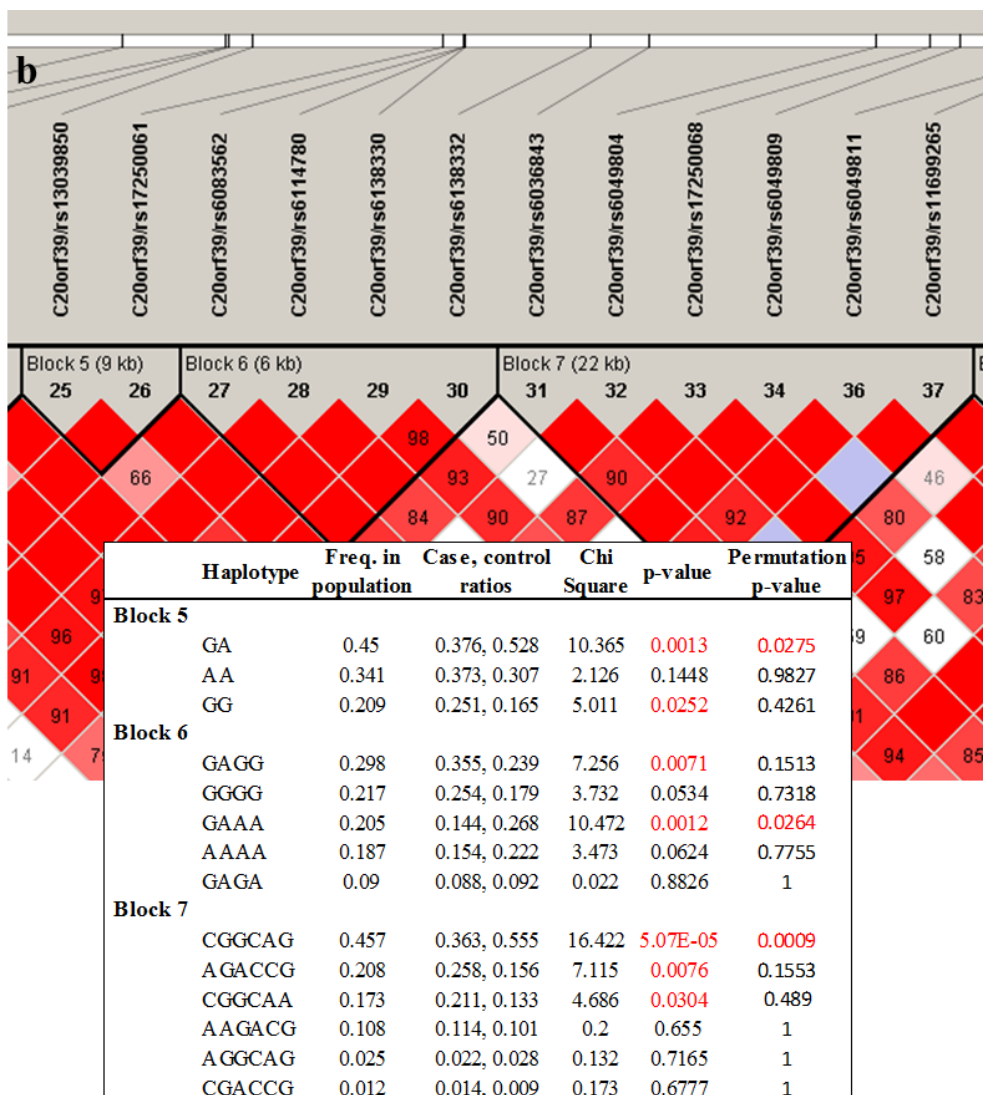 b
C20orf39/rs13039850
C20orf39/rs17250061
C20orf39/rs6083562
C20orf39/rs6114780
C20orf39/rs6138330
C20orf39/rs6138332
C20orf39/rs6036843
C20orf39/rs6049804
C20orf39/rs17250068
C20orf39/rs6049809
C20orf39/rs6049811
C20orf39/rs11699265
Block 5 (9 kb) Block 6 (6 kb) Block 7 (22 kb)
25 26 27 28 29 30 31 32 33 34 36 37
98 50
66 93 27 90 46
84 90 87 92 80
58
97 83
96 60
91 86
91
14 94 85
Haplotype Freq. in population Case, control ratios Chi Square p-value Permutation p-value
Block 5
GA 0.45 0.376, 0.528 10.365 0.0013 0.0275
AA 0.341 0.373, 0.307 2.126 0.1448 0.9827
GG 0.209 0.251, 0.165 5.011 0.0252 0.4261
Block 6
GAGG 0.298 0.355, 0.239 7.256 0.0071 0.1513
GGGG 0.217 0.254, 0.179 3.732 0.0534 0.7318
GAAA 0.205 0.144, 0.268 10.472 0.0012 0.0264
AAAA 0.187 0.154, 0.222 3.473 0.0624 0.7755
GAGA 0.09 0.088, 0.092 0.022 0.8826 1
Block 7
CGGCAG 0.457 0.363, 0.555 16.422 5.07E-05 0.0009
AGACCG 0.208 0.258, 0.156 7.115 0.0076 0.1553
CGGCAA 0.173 0.211, 0.133 4.686 0.0304 0.489
AAGACG 0.108 0.114, 0.101 0.2 0.655 1
AGGCAG 0.025 0.022, 0.028 0.132 0.7165 1
CGACCG 0.012 0.014, 0.009 0.173 0.6777 1